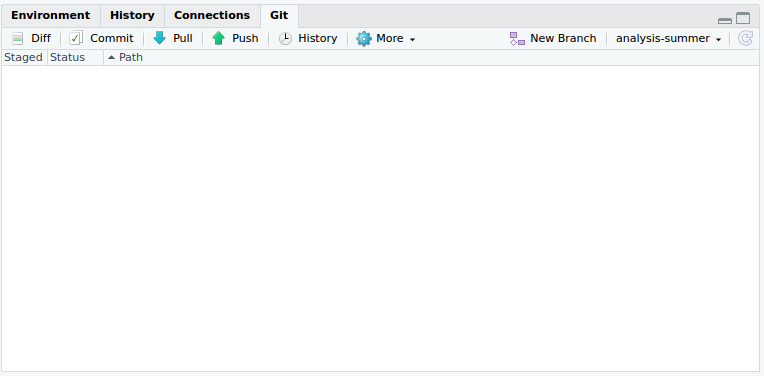 Environment History Connections Git
Diff Commit Pull Push History More New Branch analysis-summer
Staged Status Path